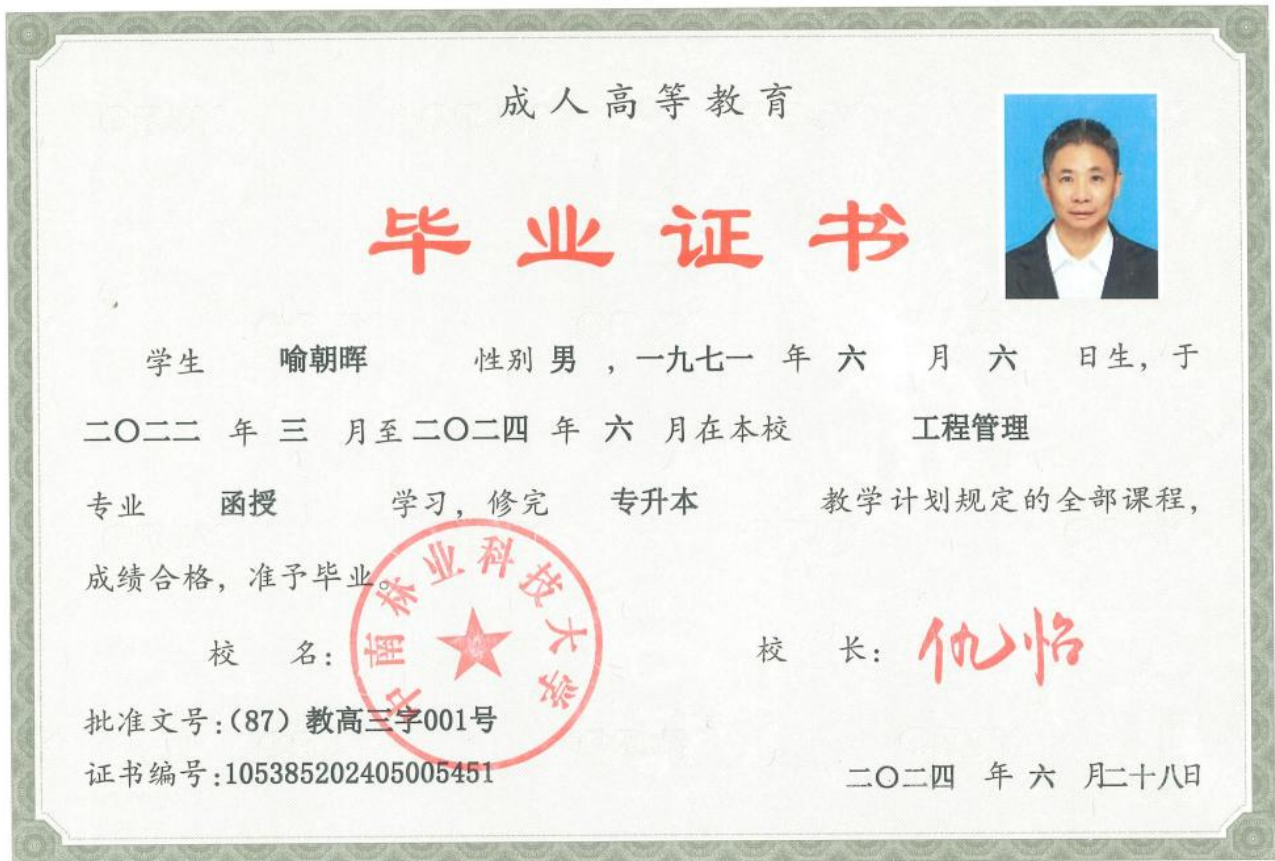 成人高等教育
毕业证书
学生 喻朝晖 性别 男 , 一九七一 年 六 月 六 日生, 于
二〇二二 年 三 月至 二〇二四 年 六 月在本校 工程管理
专业 函授 学习, 修完 专升本 教学计划规定的全部课程,
成绩合格, 准予毕业。
中南林业科技大学
校 名: 校 长: 仇怡
批准文号:(87) 教高三字001号
证书编号:105385202405005451
二〇二四 年 六 月二十八日